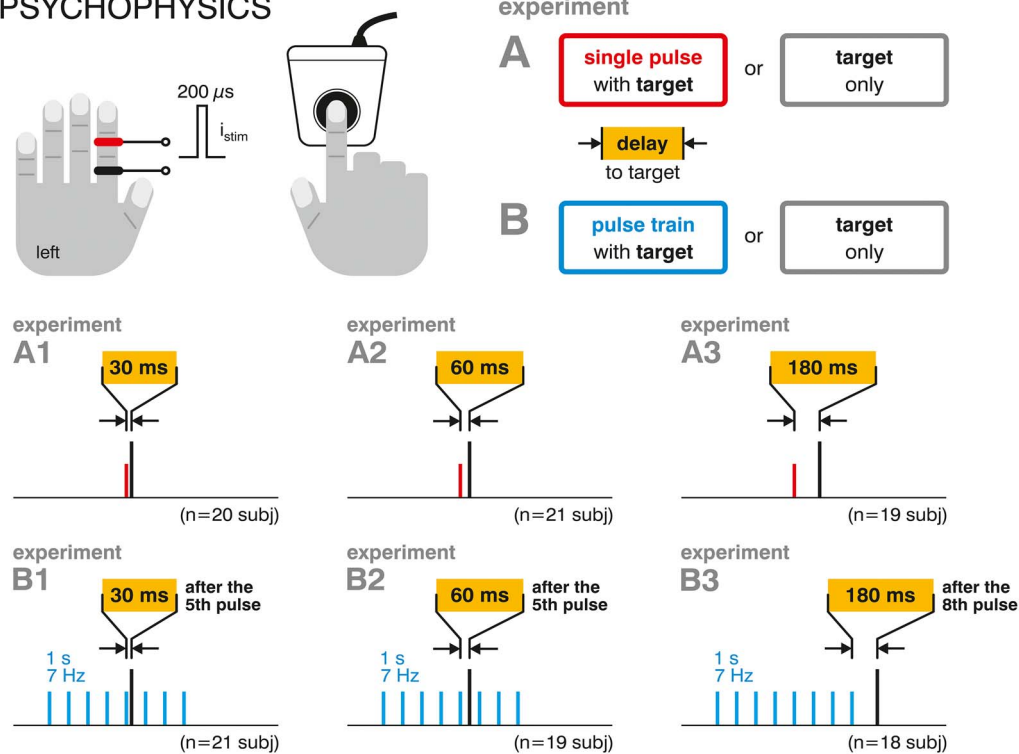 PSYCHOPHYSICS
200 μs
i_stim
left
experiment
A
single pulse
with target
or
target
only
delay
to target
B
pulse train
with target
or
target
only
experiment
A1
30 ms
(n=20 subj)
experiment
A2
60 ms
(n=21 subj)
experiment
A3
180 ms
(n=19 subj)
experiment
B1
30 ms
after the
5th pulse
1 s
7 Hz
(n=21 subj)
experiment
B2
60 ms
after the
5th pulse
1 s
7 Hz
(n=19 subj)
experiment
B3
180 ms
after the
8th pulse
1 s
7 Hz
(n=18 subj)